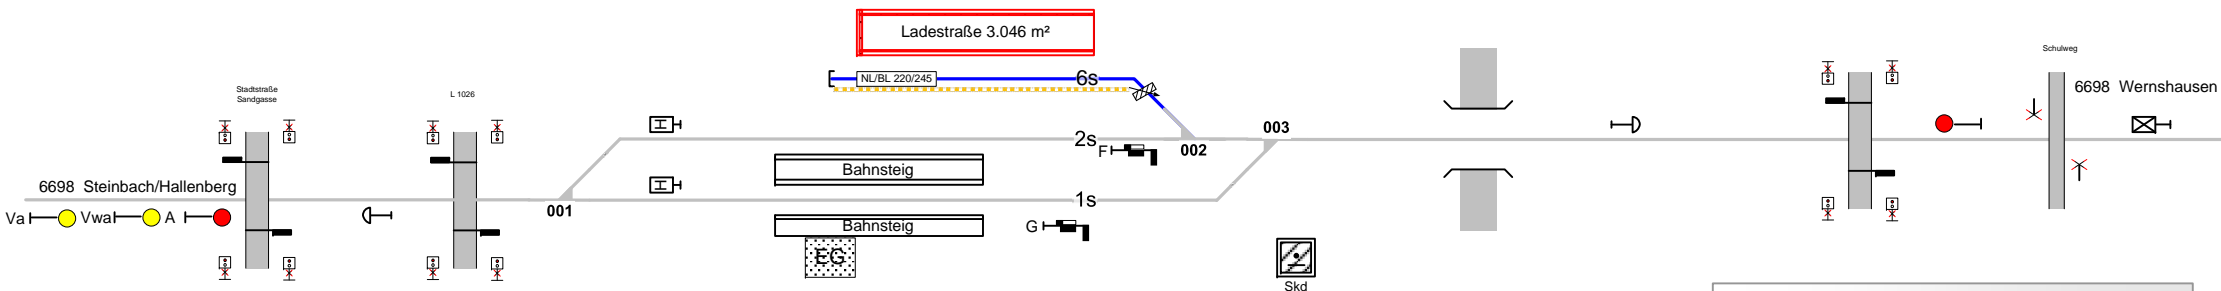 Ladestraße 3.046 m²
Schulweg
NL/BL 220/245
6s
Stadtstraße
Sandgasse
L 1026
6698 Wernshausen
003
2s
F
002
Bahnsteig
6698 Steinbach/Hallenberg
1s
001
Va
Vwa
A
Bahnsteig
G
EG
Skd